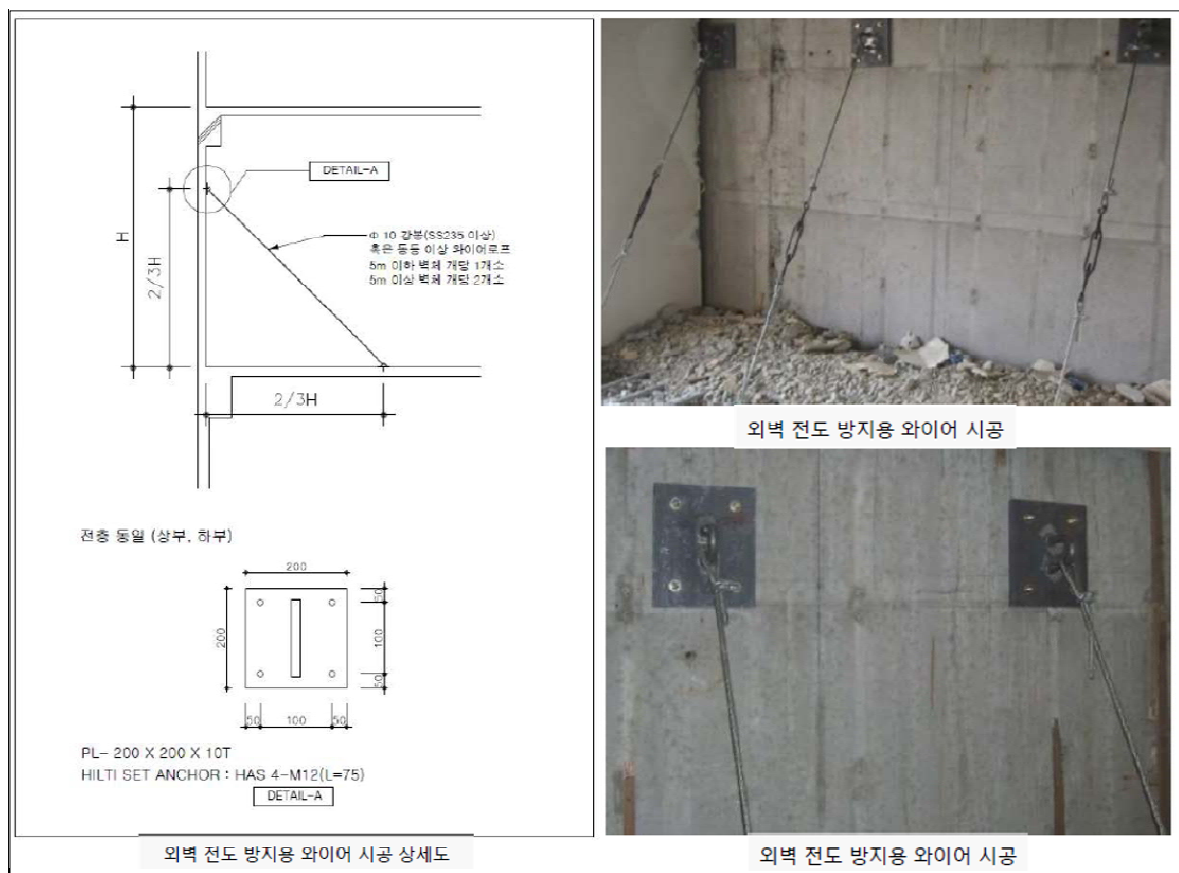 DETAIL-A
H
2/3H
Φ 10 강봉(SS235 이상)
혹은 동등 이상 와이어로프
5m 이하 벽체 개당 1개소
5m 이상 벽체 개당 2개소
2/3H
전층 동일 (상부, 하부)
200
200
50
100
50
50
100
50
PL- 200 X 200 X 10T
HILTI SET ANCHOR : HAS 4-M12(L=75)
DETAIL-A
외벽 전도 방지용 와이어 시공 상세도
외벽 전도 방지용 와이어 시공
외벽 전도 방지용 와이어 시공